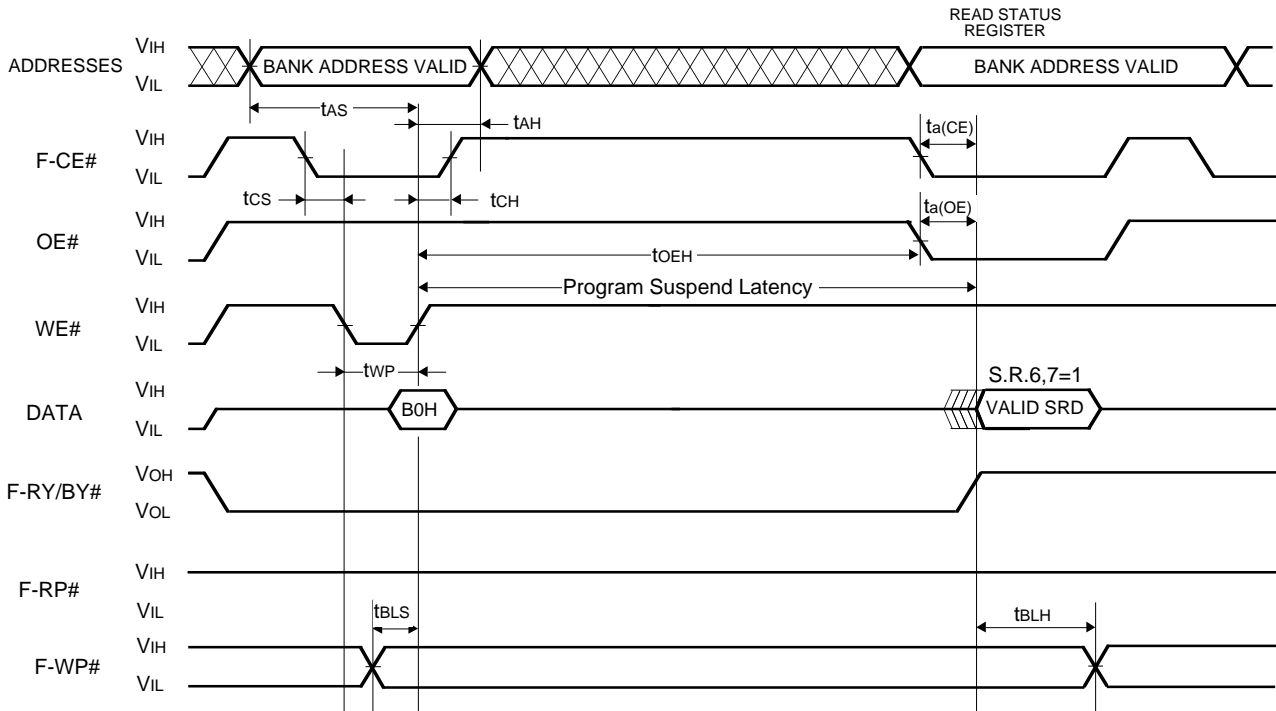 READ STATUS
REGISTER
ADDRESSES
VIH
VIL
BANK ADDRESS VALID
BANK ADDRESS VALID
tAS
tAH
F-CE#
VIH
VIL
ta(CE)
tCS
tCH
OE#
VIH
VIL
ta(OE)
tOEH
Program Suspend Latency
WE#
VIH
VIL
tWP
DATA
VIH
VIL
B0H
S.R.6,7=1
VALID SRD
F-RY/BY#
VOH
VOL
F-RP#
VIH
VIL
tBLS
tBLH
F-WP#
VIH
VIL